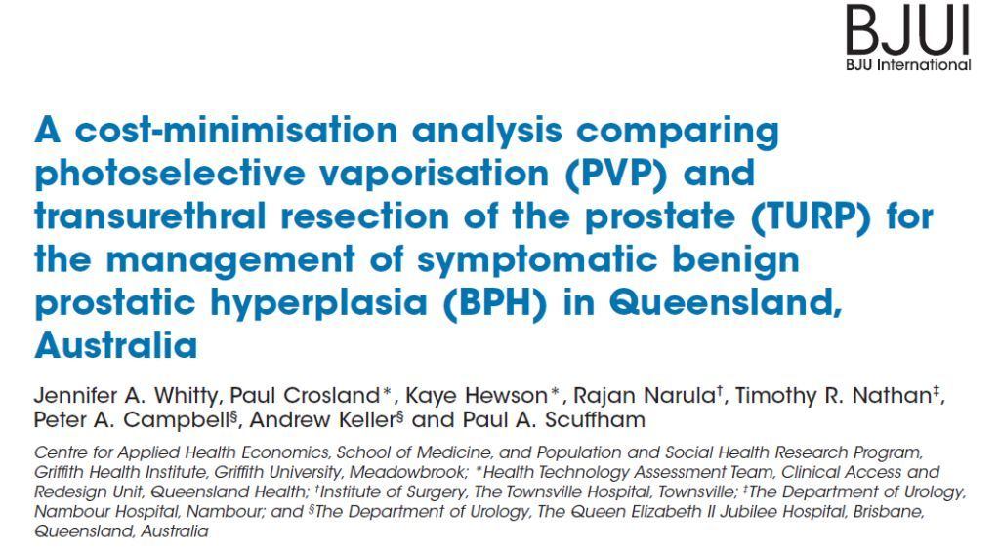 BJUI
BJU International
A cost-minimisation analysis comparing
photoselective vaporisation (PVP) and
transurethral resection of the prostate (TURP) for
the management of symptomatic benign
prostatic hyperplasia (BPH) in Queensland,
Australia
Jennifer A. Whitty, Paul Crosland*, Kaye Hewson*, Rajan Narula†, Timothy R. Nathan‡,
Peter A. Campbell§, Andrew Keller§ and Paul A. Scuffham
Centre for Applied Health Economics, School of Medicine, and Population and Social Health Research Program,
Griffith Health Institute, Griffith University, Meadowbrook; *Health Technology Assessment Team, Clinical Access and
Redesign Unit, Queensland Health; †Institute of Surgery, The Townsville Hospital, Townsville; ‡The Department of Urology,
Nambour Hospital, Nambour; and §The Department of Urology, The Queen Elizabeth II Jubilee Hospital, Brisbane,
Queensland, Australia